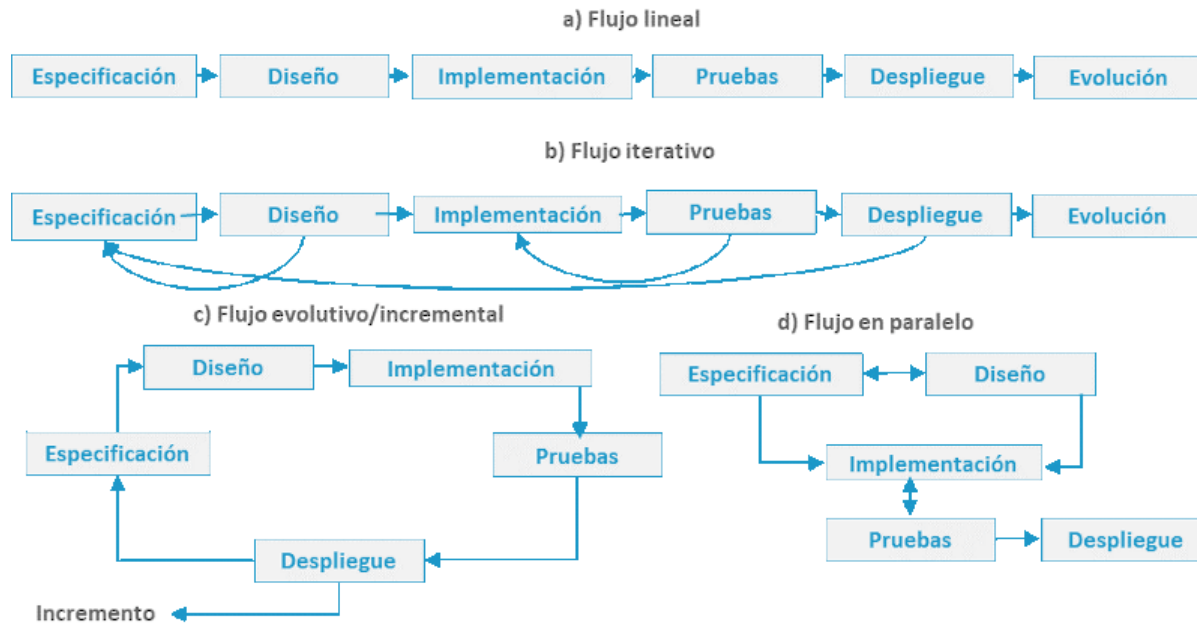 a) Flujo lineal
Especificación Diseño Implementación Pruebas Despliegue Evolución
b) Flujo iterativo
Especificación Diseño Implementación Pruebas Despliegue Evolución
c) Flujo evolutivo/incremental
Diseño Implementación
Especificación Pruebas
Despliegue
Incremento
d) Flujo en paralelo
Especificación Diseño
Implementación
Pruebas Despliegue